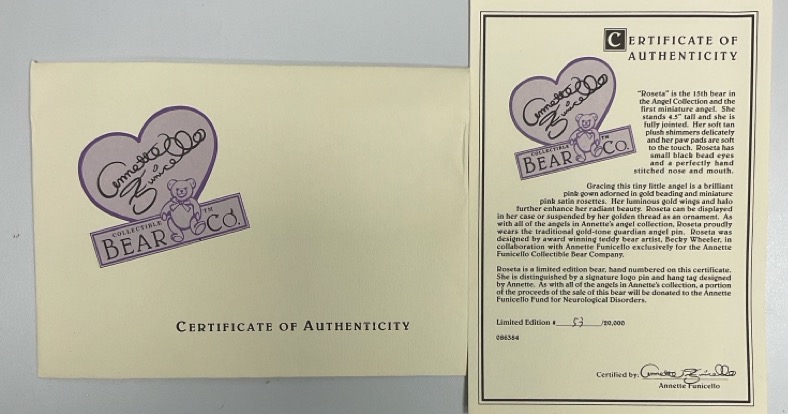 Annette Funicello
COLLECTIBLE
BEAR CO.™
CERTIFICATE OF AUTHENTICITY
CERTIFICATE OF
AUTHENTICITY
Annette Funicello
COLLECTIBLE
BEAR CO.™
"Roseta" is the 15th bear in
the Angel Collection and the
first miniature angel. She
stands 4.5" tall and she is
fully jointed. Her soft tan
plush shimmers delicately
and her paw pads are soft
to the touch. Roseta has
small black bead eyes
and a perfectly hand
stitched nose and mouth.
Gracing this tiny little angel is a brilliant
pink gown adorned in gold beading and miniature
pink satin rosettes. Her luminous gold wings and halo
further enhance her radiant beauty. Roseta can be displayed
in her case or suspended by her golden thread as an ornament. As
with all of the angels in Annette's angel collection, Roseta proudly
wears the traditional gold-tone guardian angel pin. Roseta was
designed by award winning teddy bear artist, Becky Wheeler, in
collaboration with Annette Funicello exclusively for the Annette
Funicello Collectible Bear Company.
Roseta is a limited edition bear, hand numbered on this certificate.
She is distinguished by a signature logo pin and hang tag designed
by Annette. As with all of the angels in Annette's collection, a portion
of the proceeds of the sale of this bear will be donated to the Annette
Funicello Fund for Neurological Disorders.
Limited Edition # 53 /20,000
086384
Certified by: Annette Funicello
Annette Funicello